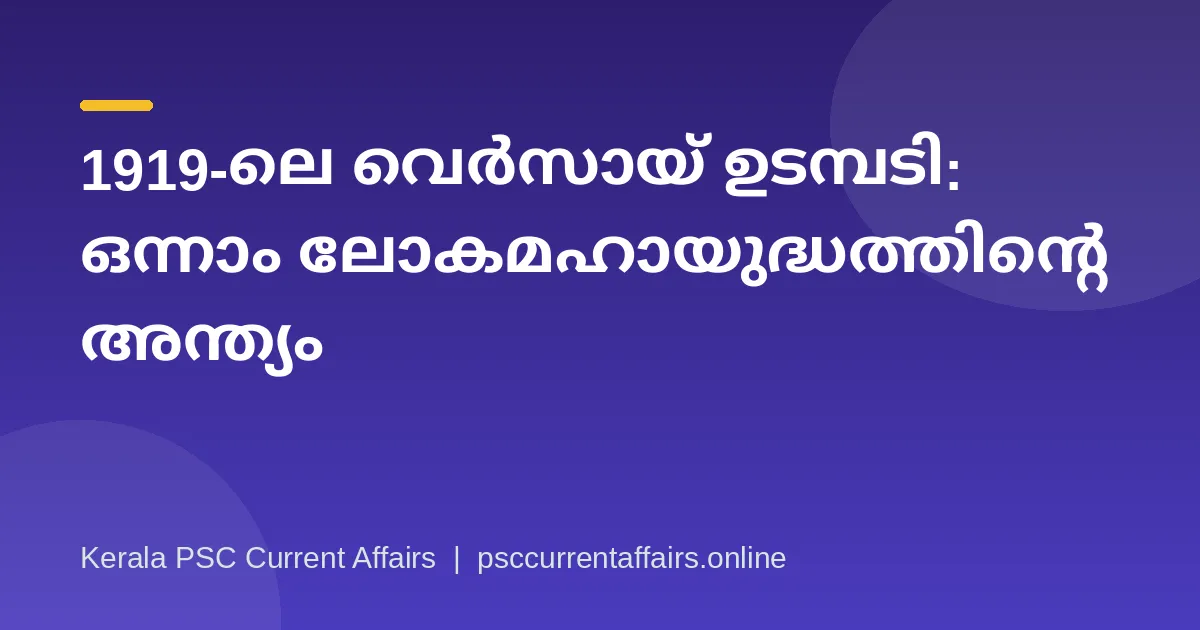 1919-ലെ വെർസായ് ഉടമ്പടി:
ഒന്നാം ലോകമഹായുദ്ധത്തിന്റെ
അന്ത്യം
Kerala PSC Current Affairs | psccurrentaffairs.online